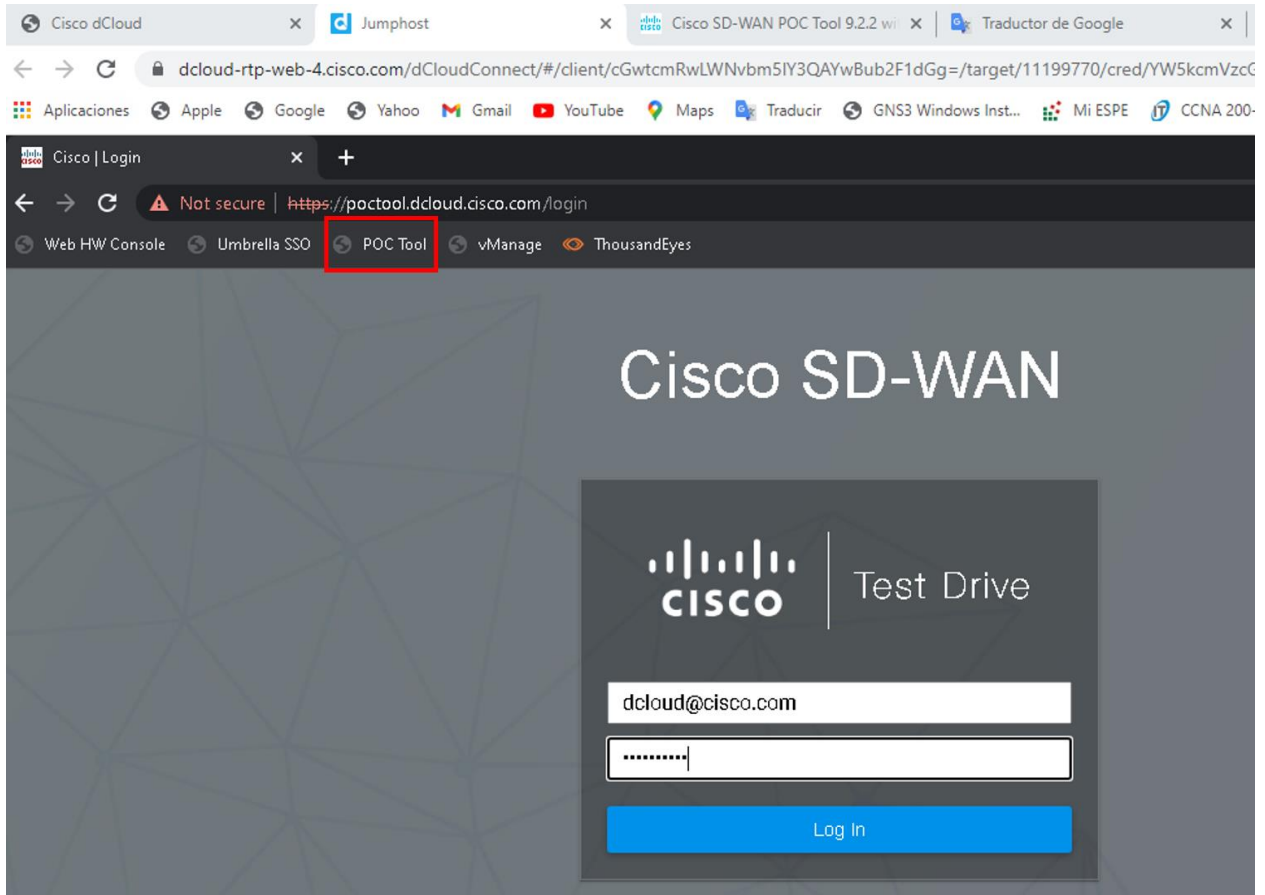 Cisco dCloud
Jumphost
Cisco SD-WAN POC Tool 9.2.2 wi
Traductor de Google
dcloud-rtp-web-4.cisco.com/dCloudConnect/#/client/cGwtcmRwLWNvbm5lY3QAYwBub2F1dGg=/target/11199770/cred/YW5kcmVzcG
Aplicaciones
Apple
Google
Yahoo
Gmail
YouTube
Maps
Traducir
GNS3 Windows Inst...
Mi ESPE
CCNA 200-
Cisco | Login
Not secure | https://poctool.dcloud.cisco.com/login
Web HW Console
Umbrella SSO
POC Tool
vManage
ThousandEyes
Cisco SD-WAN
CISCO
Test Drive
dcloud@cisco.com
Log In